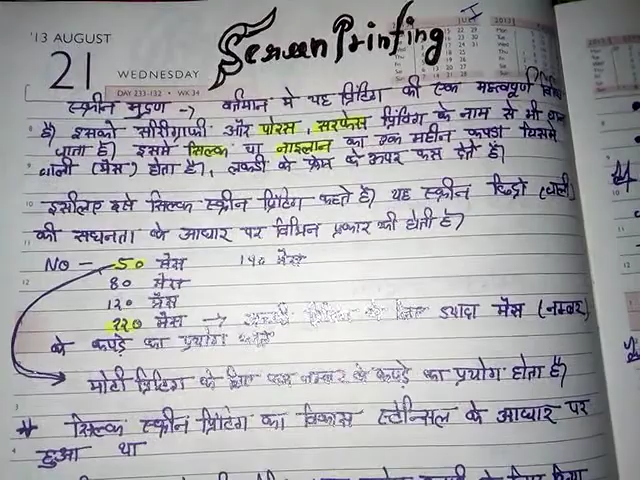 Screen Printing
'13 AUGUST
21 WEDNESDAY
DAY 233-132 • WK 34
स्क्रीन मुद्रण → वर्तमान मे यह प्रिंटिंग की एक महत्वपूर्ण विधि
है। इसको सीरीग्राफी और पोरस, सरफेस प्रिंटिंग के नाम से भी
जाता है। इसमे सिल्क या नाइलान का एक महीन कपडा जिसमे
जाली (मैस) होता है।, लकडी के फ्रेम के ऊपर कस देते है।
इसीलिए इसे सिल्क स्क्रीन प्रिंटिंग कहते है। यह स्क्रीन छिद्रो (जाली)
की सघनता के आधार पर विभिन प्रकार की होती है।
NO - 50 मेस 140 मेस
80 मेस
120 मेस
220 मेस → ज्यादा मेस (नम्बर)
के कपड़े का प्रयोग करते
मोटी प्रिंटिंग के लिए कम नम्बर के कपड़े का प्रयोग होता है।
# सिल्क स्क्रीन प्रिंटिंग का विकास स्टेन्सिल के आधार पर
हुआ था